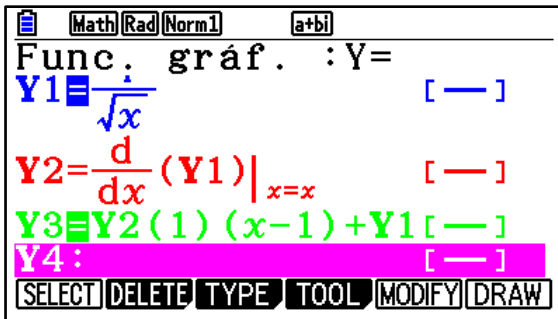 Math Rad Norm1 a+bi
Func. gráf. :Y=
Y1=1/√x [—]
Y2=d/dx(Y1)|x=x [—]
Y3=Y2(1)(x-1)+Y1[—]
Y4: [—]
SELECT DELETE TYPE TOOL MODIFY DRAW